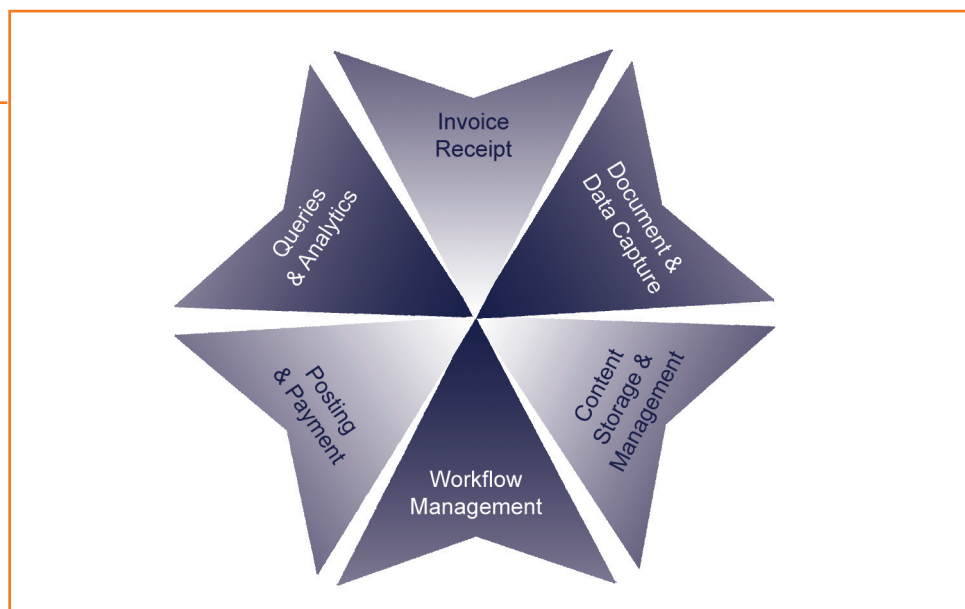 Invoice
Receipt
Document &
Data Capture
Content
Storage &
Management
Workflow
Management
Posting
& Payment
Queries
& Analytics